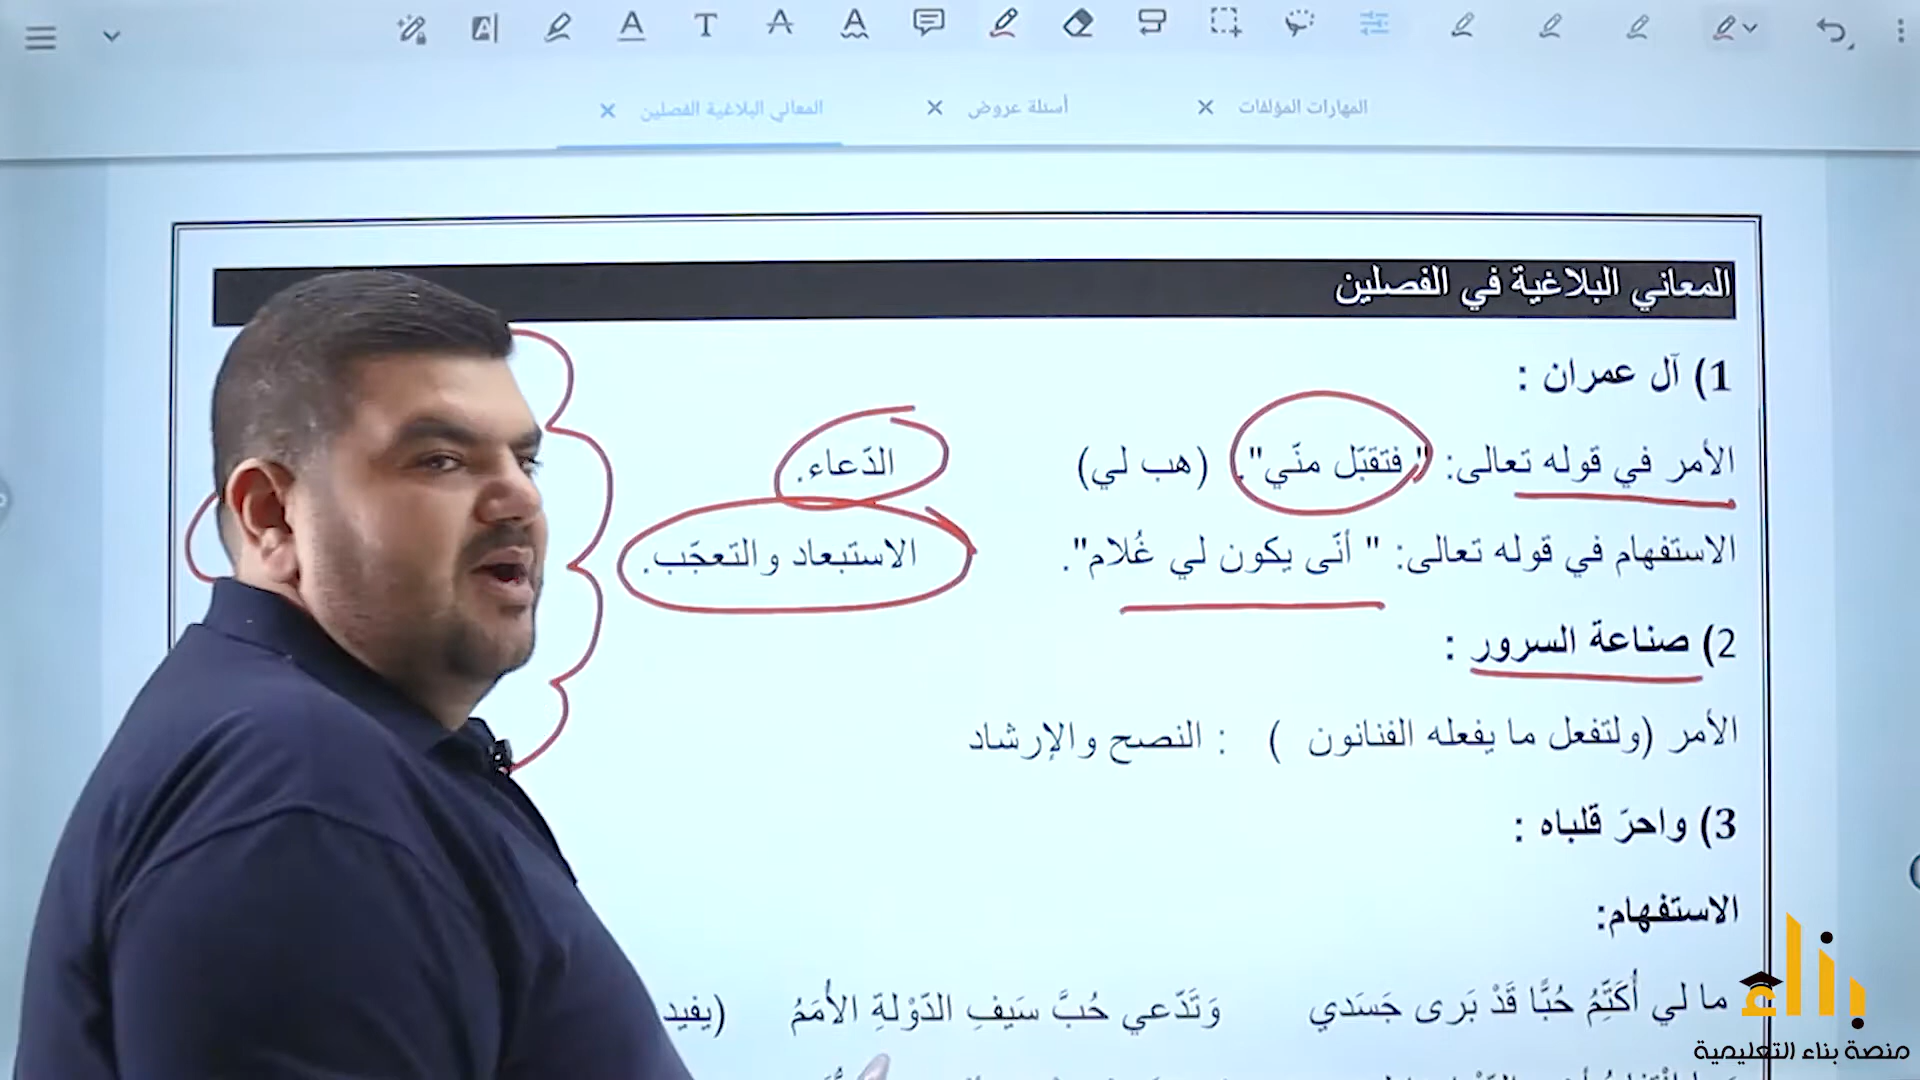 المهارات المؤلفات
أسئلة عروض
المعاني البلاغية الفصلين
المعاني البلاغية في الفصلين
1) آل عمران :
الأمر في قوله تعالى: "فتقبّل منّي". (هب لي) الدّعاء.
الاستفهام في قوله تعالى: " أنّى يكون لي غُلام". الاستبعاد والتعجّب.
2) صناعة السرور :
الأمر (ولتفعل ما يفعله الفنانون ) : النصح والإرشاد
3) واحرّ قلباه :
الاستفهام:
ما لي أُكَتِّمُ حُبَّا قَدْ بَرى جَسَدي وَتَدّعي حُبَّ سَيفِ الدّوْلةِ الأُمَمُ (يفيد
بناء
منصة بناء التعليمية